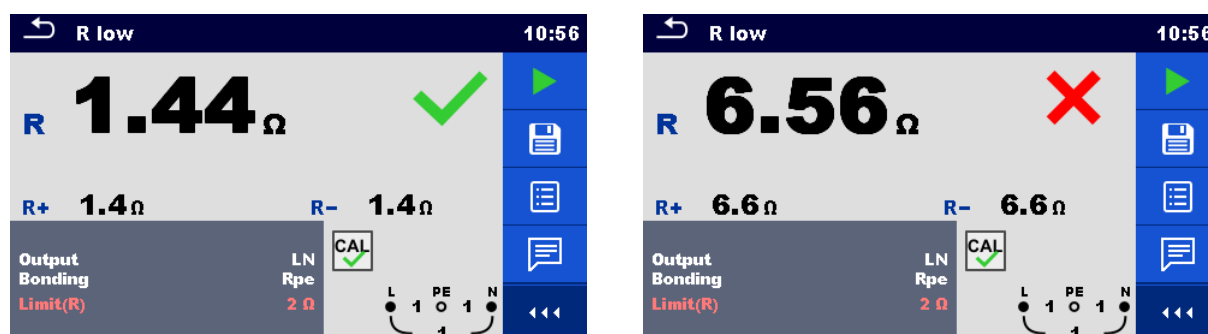 R low 10:56
R 1.44 Ω
R+ 1.4 Ω R- 1.4 Ω
Output LN
Bonding Rpe
Limit(R) 2 Ω
CAL
L PE N
1 1
1
R low 10:56
R 6.56 Ω
R+ 6.6 Ω R- 6.6 Ω
Output LN
Bonding Rpe
Limit(R) 2 Ω
CAL
L PE N
1 1
1